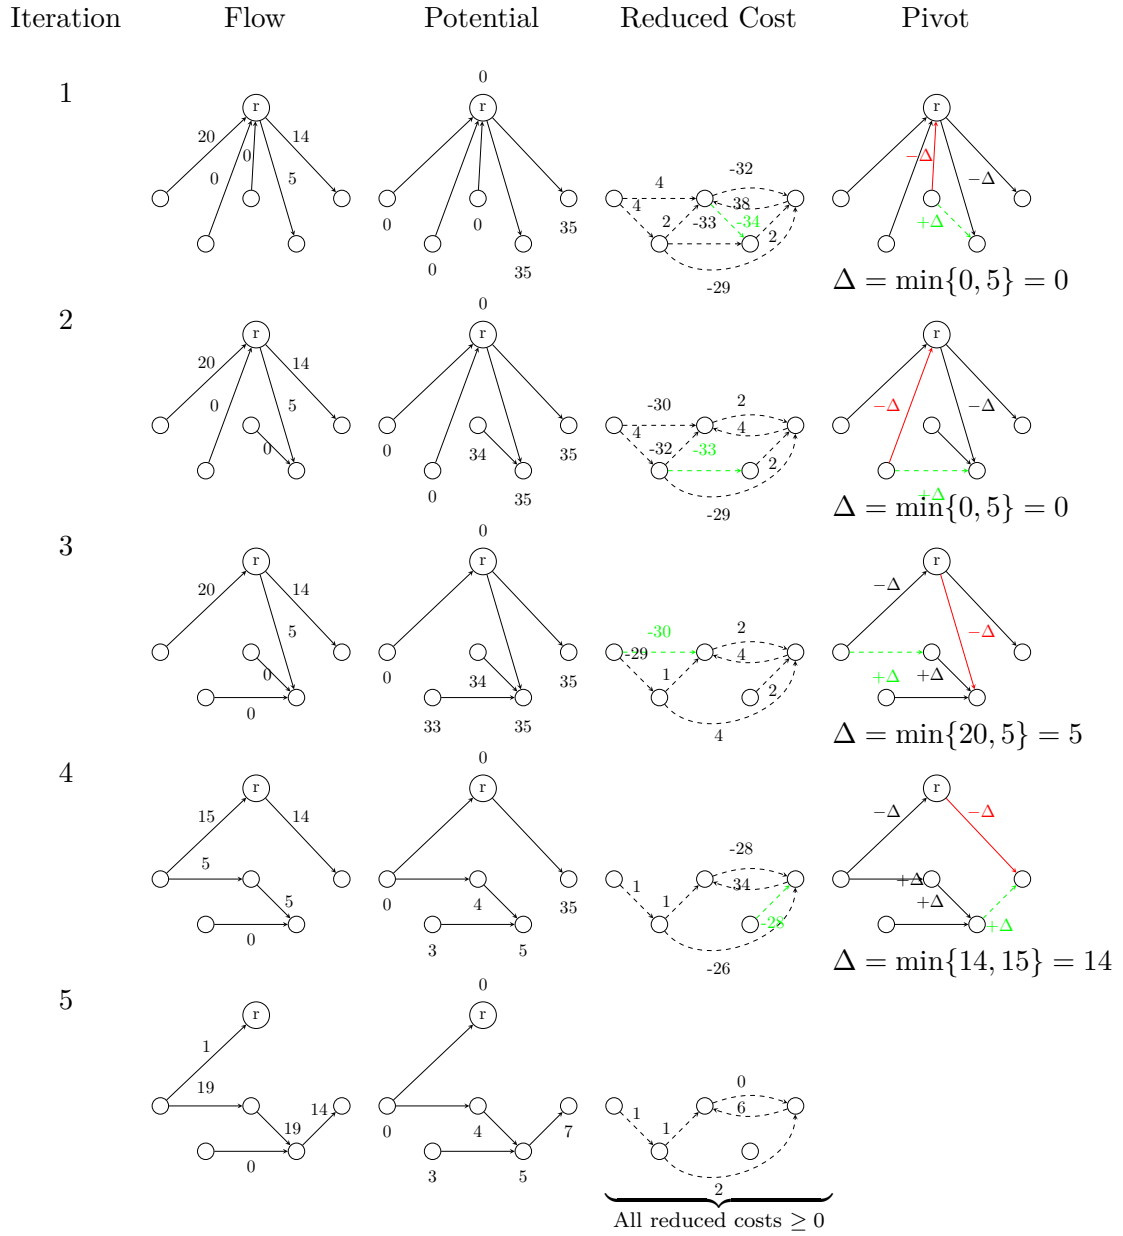 Iteration Flow Potential Reduced Cost Pivot
1
r
20
14
0
0
5
0
r
0
0
35
0
35
4
-32
4
38
2
-33
-34
2
-29
r
−Δ
−Δ
+Δ
Δ = min{0, 5} = 0
2
r
20
14
0
5
0
0
r
0
34
35
0
35
-30
2
4
4
-32
-33
2
-29
r
−Δ
−Δ
+Δ
Δ = min{0, 5} = 0
3
r
20
14
5
0
0
0
r
0
34
35
33
35
-30
2
-29
4
1
2
4
r
−Δ
−Δ
+Δ
+Δ
Δ = min{20, 5} = 5
4
r
15
14
5
5
0
0
r
0
4
35
3
5
-28
1
34
1
-28
-26
r
−Δ
−Δ
+Δ
+Δ
+Δ
Δ = min{14, 15} = 14
5
r
1
19
14
19
0
0
r
0
4
7
3
5
0
1
6
1
2
All reduced costs ≥ 0